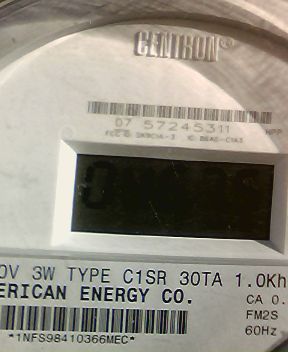 CENTRON®
07 57245311
0V 3W TYPE C1SR 30TA 1.0Kh
ERICAN ENERGY CO.
CA 0.
FM2S
60Hz
*1NFS98410366MEC*